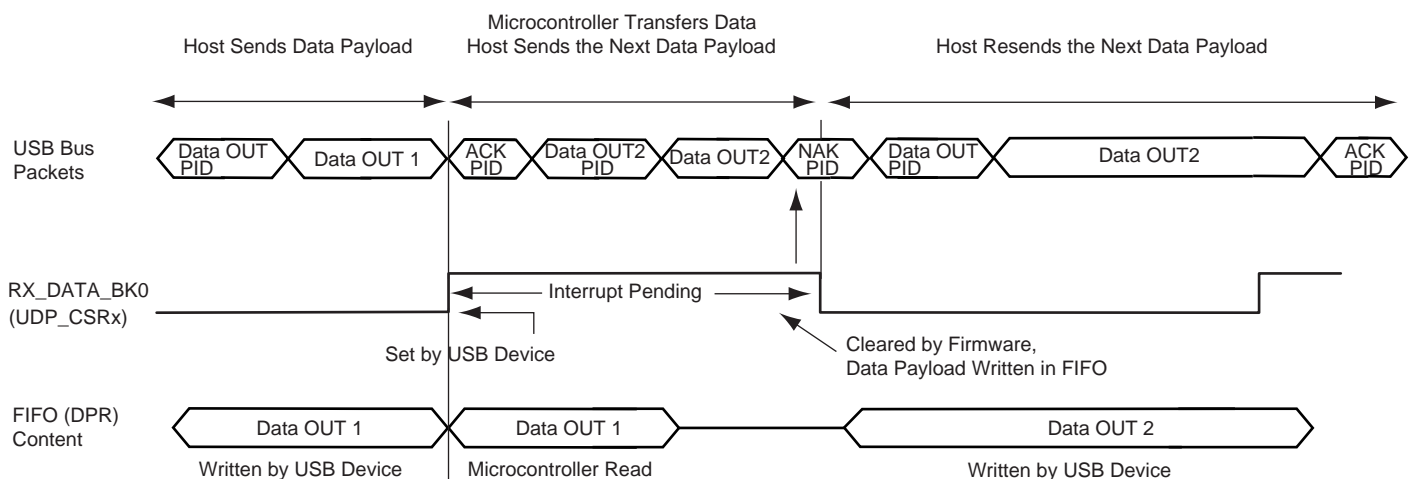 Microcontroller Transfers Data
Host Sends Data Payload
Host Sends the Next Data Payload
Host Resends the Next Data Payload
USB Bus
Packets
Data OUT
PID
Data OUT 1
ACK
PID
Data OUT2
PID
Data OUT2
NAK
PID
Data OUT
PID
Data OUT2
ACK
PID
RX_DATA_BK0
(UDP_CSRx)
Interrupt Pending
Set by USB Device
Cleared by Firmware,
Data Payload Written in FIFO
FIFO (DPR)
Content
Data OUT 1
Data OUT 1
Data OUT 2
Written by USB Device
Microcontroller Read
Written by USB Device